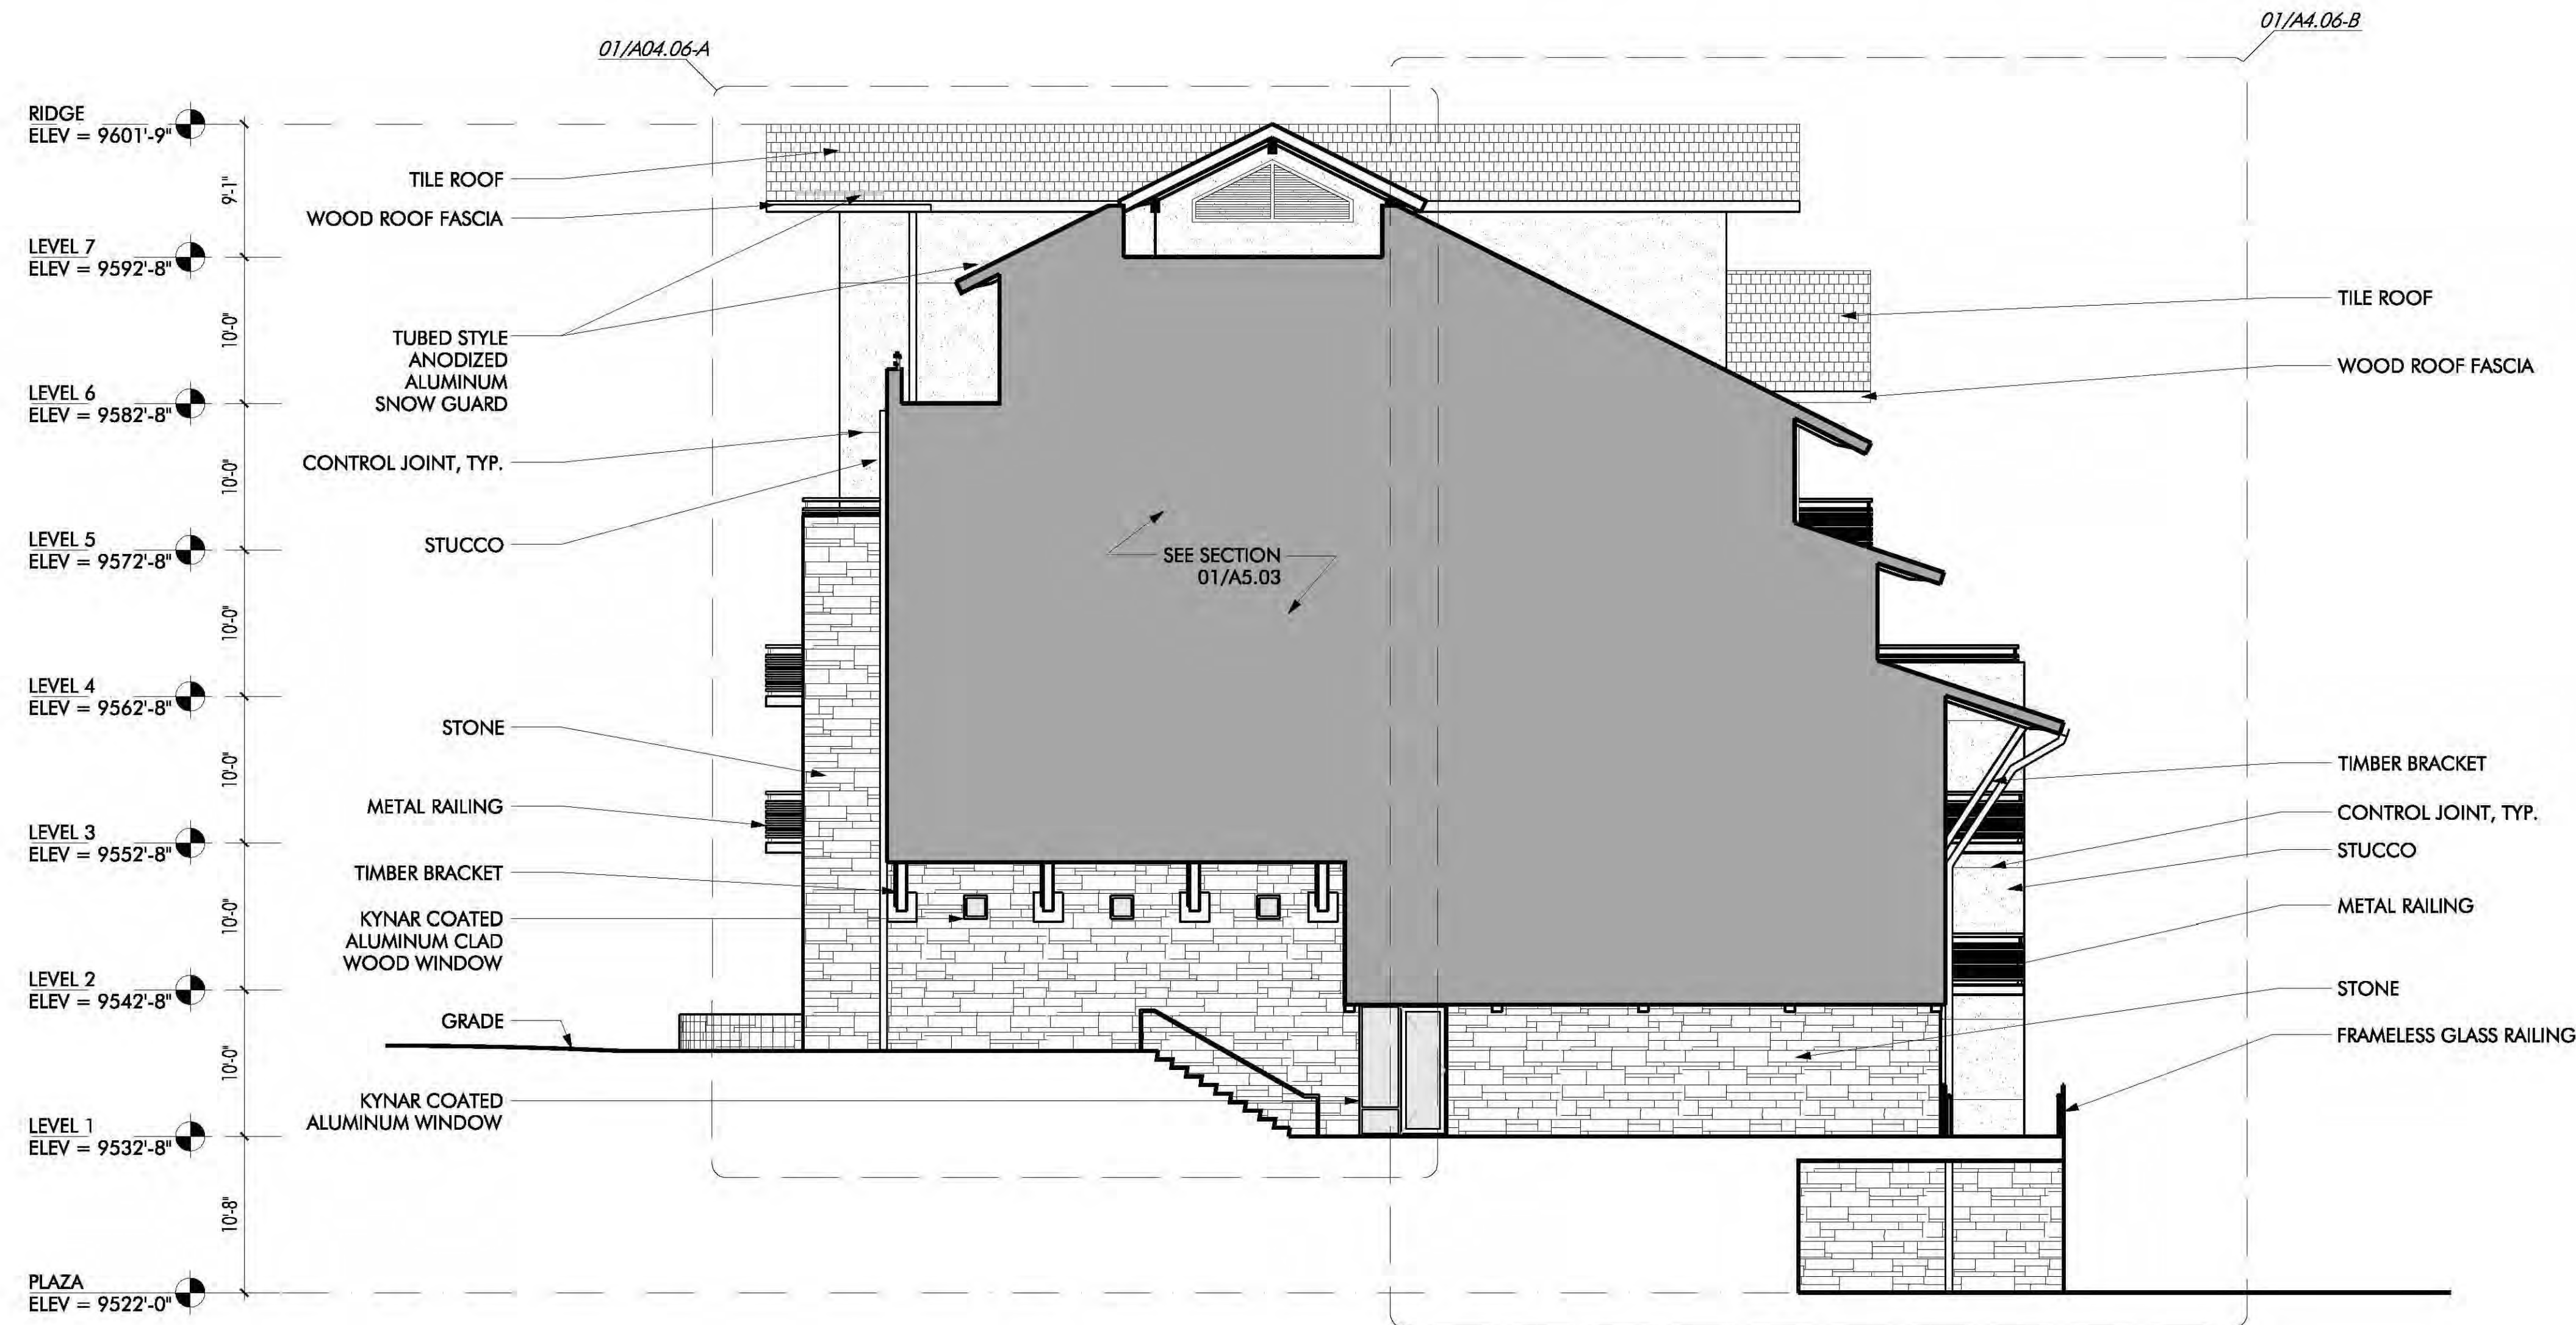 01/A04.06-A
01/A4.06-B
RIDGE
ELEV = 9601'-9"
9'-1"
LEVEL 7
ELEV = 9592'-8"
10'-0"
LEVEL 6
ELEV = 9582'-8"
10'-0"
LEVEL 5
ELEV = 9572'-8"
10'-0"
LEVEL 4
ELEV = 9562'-8"
10'-0"
LEVEL 3
ELEV = 9552'-8"
10'-0"
LEVEL 2
ELEV = 9542'-8"
10'-0"
LEVEL 1
ELEV = 9532'-8"
10'-8"
PLAZA
ELEV = 9522'-0"
TILE ROOF
WOOD ROOF FASCIA
TUBED STYLE
ANODIZED
ALUMINUM
SNOW GUARD
CONTROL JOINT, TYP.
STUCCO
STONE
METAL RAILING
TIMBER BRACKET
KYNAR COATED
ALUMINUM CLAD
WOOD WINDOW
GRADE
KYNAR COATED
ALUMINUM WINDOW
SEE SECTION
01/A5.03
TILE ROOF
WOOD ROOF FASCIA
TIMBER BRACKET
CONTROL JOINT, TYP.
STUCCO
METAL RAILING
STONE
FRAMELESS GLASS RAILING